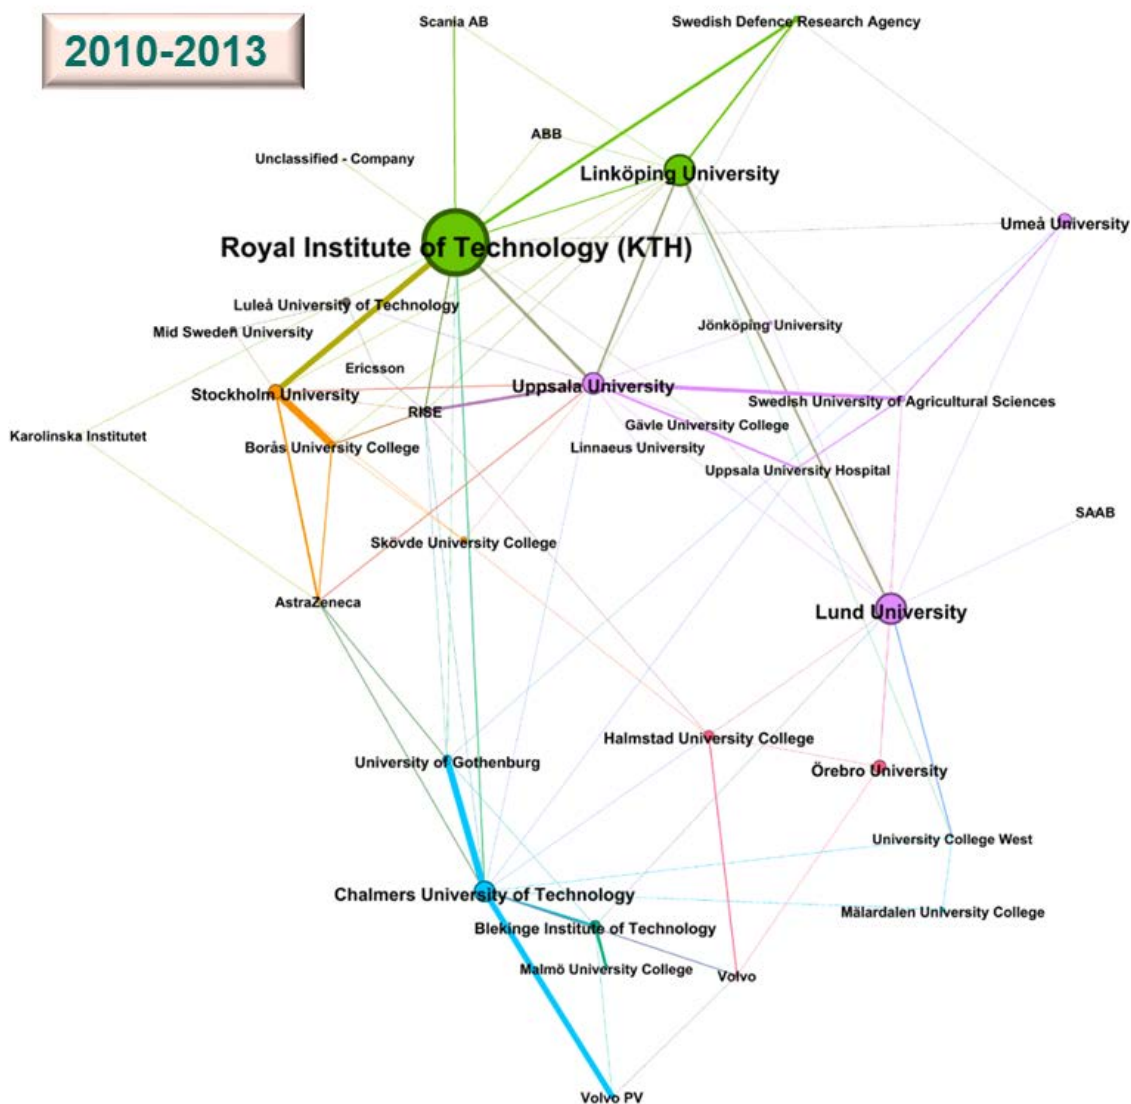 Scania AB
Swedish Defence Research Agency
2010-2013
ABB
Unclassified - Company
Linköping University
Umeå University
Royal Institute of Technology (KTH)
Luleå University of Technology
Mid Sweden University
Jönköping University
Ericsson
Uppsala University
Stockholm University
Swedish University of Agricultural Sciences
RISE
Gävle University College
Karolinska Institutet
Borås University College
Linnaeus University
Uppsala University Hospital
SAAB
Skövde University College
AstraZeneca
Lund University
Halmstad University College
University of Gothenburg
Örebro University
University College West
Chalmers University of Technology
Mälardalen University College
Blekinge Institute of Technology
Malmö University College
Volvo
Volvo PV